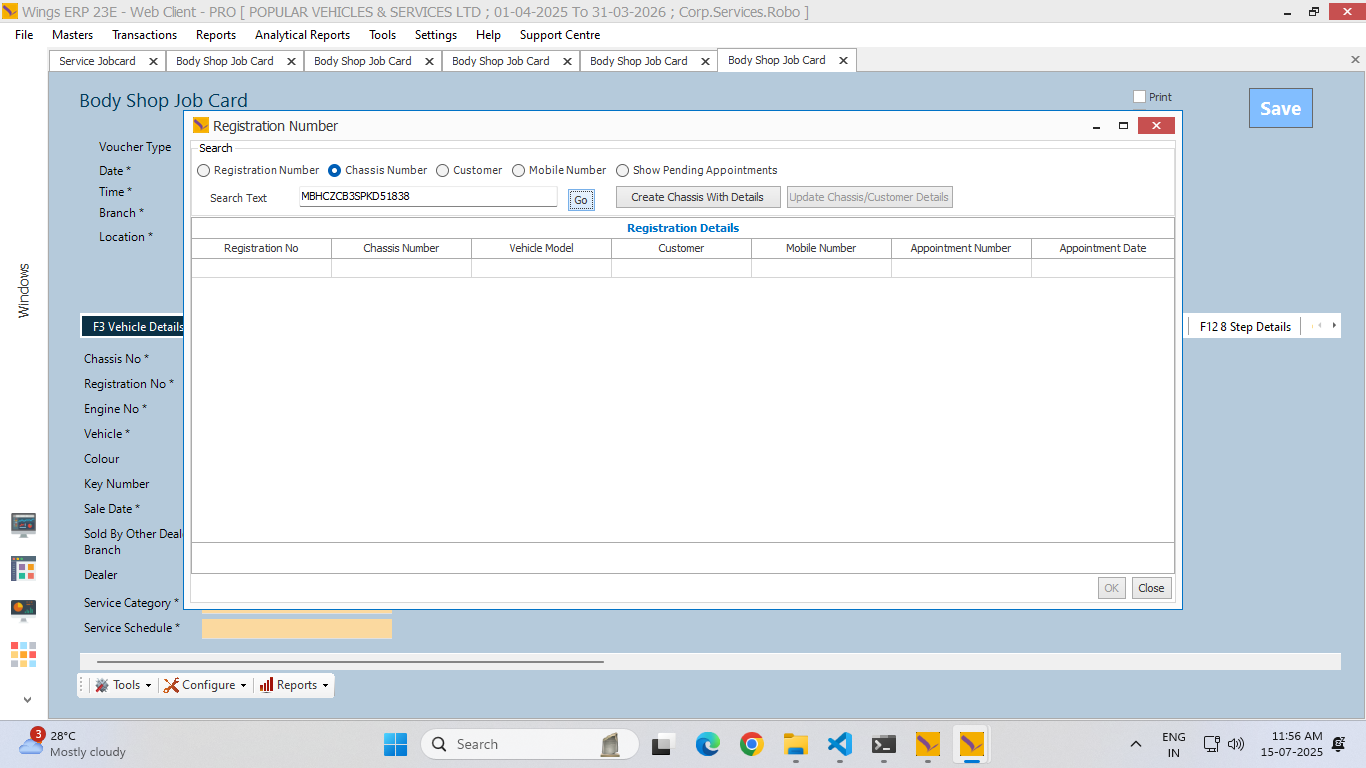 Wings ERP 23E - Web Client - PRO [ POPULAR VEHICLES & SERVICES LTD ; 01-04-2025 To 31-03-2026 ; Corp.Services.Robo ]
File Masters Transactions Reports Analytical Reports Tools Settings Help Support Centre
Service Jobcard Body Shop Job Card Body Shop Job Card Body Shop Job Card Body Shop Job Card Body Shop Job Card
Body Shop Job Card
Print
Save
Registration Number
Voucher Type
Date *
Time *
Branch *
Location *
Search
Registration Number Chassis Number Customer Mobile Number Show Pending Appointments
Search Text MBHCZCB3SPKD51838 Go Create Chassis With Details Update Chassis/Customer Details
Registration Details
Registration No Chassis Number Vehicle Model Customer Mobile Number Appointment Number Appointment Date
Windows
F3 Vehicle Details
F12 8 Step Details
Chassis No *
Registration No *
Engine No *
Vehicle *
Colour
Key Number
Sale Date *
Sold By Other Deal
Branch
Dealer
Service Category *
Service Schedule *
OK Close
Tools Configure Reports
3
28°C
Mostly cloudy
Search
ENG
IN
11:56 AM
15-07-2025